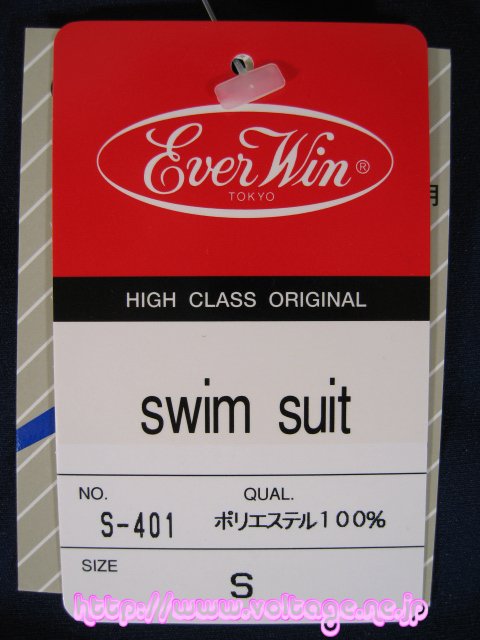 Ever Win®
TOKYO
HIGH CLASS ORIGINAL
swim suit
NO. QUAL.
S-401 ポリエステル100%
SIZE
S
月
http://www.voltage.ne.jp